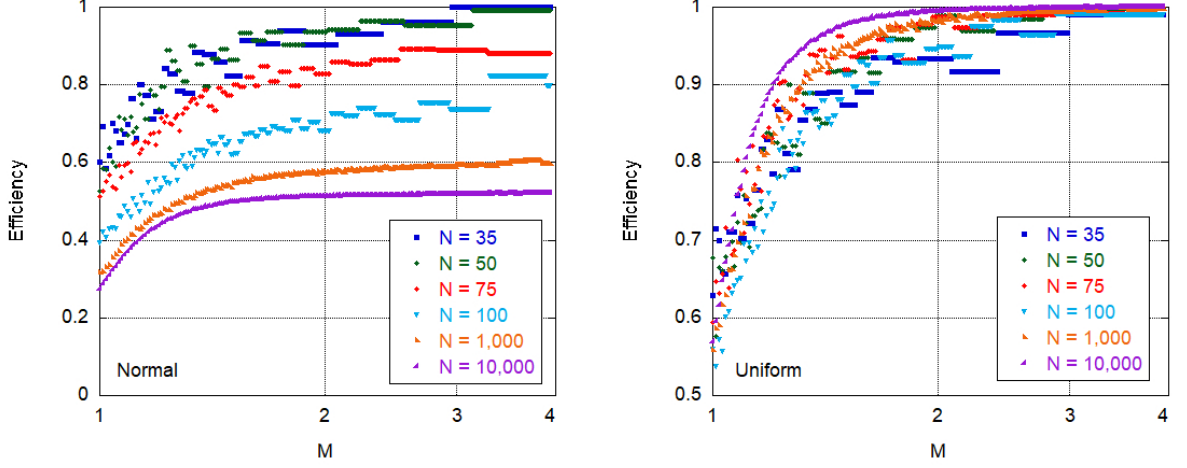 1
0.8
0.6
0.4
0.2
0
Efficiency
Normal
N = 35
N = 50
N = 75
N = 100
N = 1,000
N = 10,000
1
2
3
4
M
1
0.9
0.8
0.7
0.6
0.5
Efficiency
Uniform
N = 35
N = 50
N = 75
N = 100
N = 1,000
N = 10,000
1
2
3
4
M